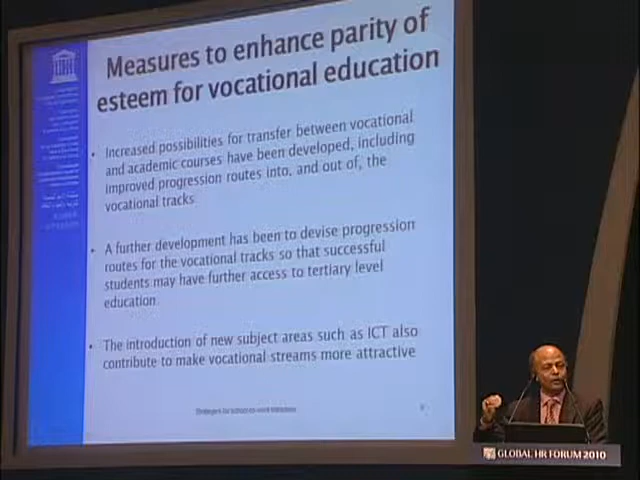 Measures to enhance parity of
esteem for vocational education
• Increased possibilities for transfer between vocational
and academic courses have been developed, including
improved progression routes into, and out of, the
vocational tracks
• A further development has been to devise progression
routes for the vocational tracks so that successful
students may have further access to tertiary level
education
• The introduction of new subject areas such as ICT also
contribute to make vocational streams more attractive
GLOBAL HR FORUM 2010